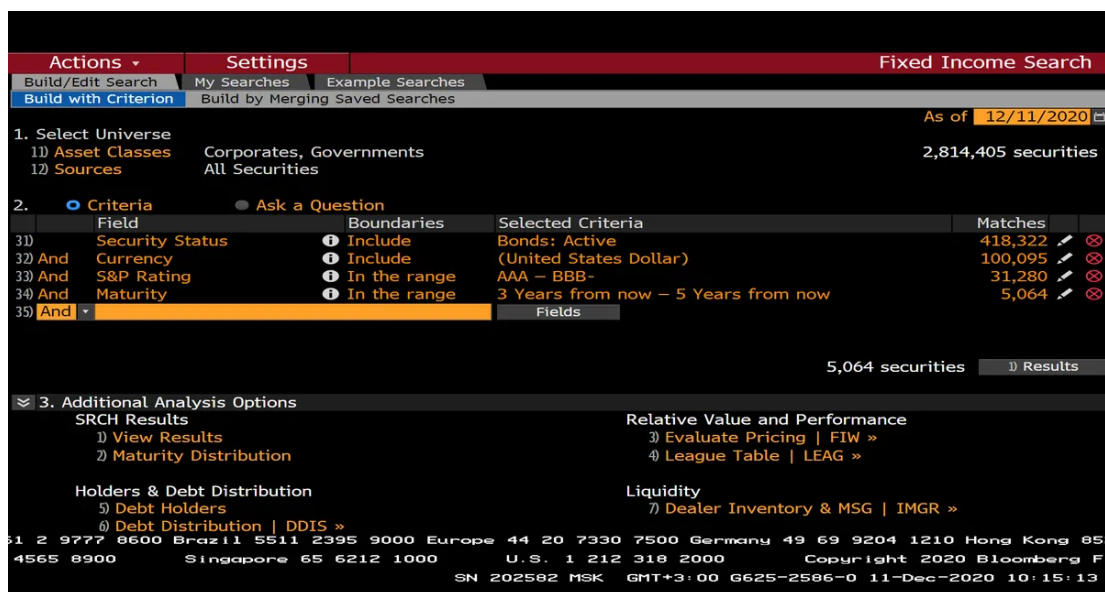 Actions Settings Fixed Income Search
Build/Edit Search My Searches Example Searches
Build with Criterion Build by Merging Saved Searches
As of 12/11/2020
1. Select Universe
11) Asset Classes Corporates, Governments 2,814,405 securities
12) Sources All Securities
2. Criteria Ask a Question
Field Boundaries Selected Criteria Matches
31) Security Status Include Bonds: Active 418,322
32) And Currency Include (United States Dollar) 100,095
33) And S&P Rating In the range AAA – BBB- 31,280
34) And Maturity In the range 3 Years from now – 5 Years from now 5,064
35) And Fields
5,064 securities 1) Results
3. Additional Analysis Options
SRCH Results Relative Value and Performance
1) View Results 3) Evaluate Pricing | FIW »
2) Maturity Distribution 4) League Table | LEAG »
Holders & Debt Distribution Liquidity
5) Debt Holders 7) Dealer Inventory & MSG | IMGR »
6) Debt Distribution | DDIS »
61 2 9777 8600 Brazil 5511 2395 9000 Europe 44 20 7330 7500 Germany 49 69 9204 1210 Hong Kong 85
4565 8900 Singapore 65 6212 1000 U.S. 1 212 318 2000 Copyright 2020 Bloomberg F
SN 202582 MSK GMT+3:00 G625-2586-0 11-Dec-2020 10:15:13